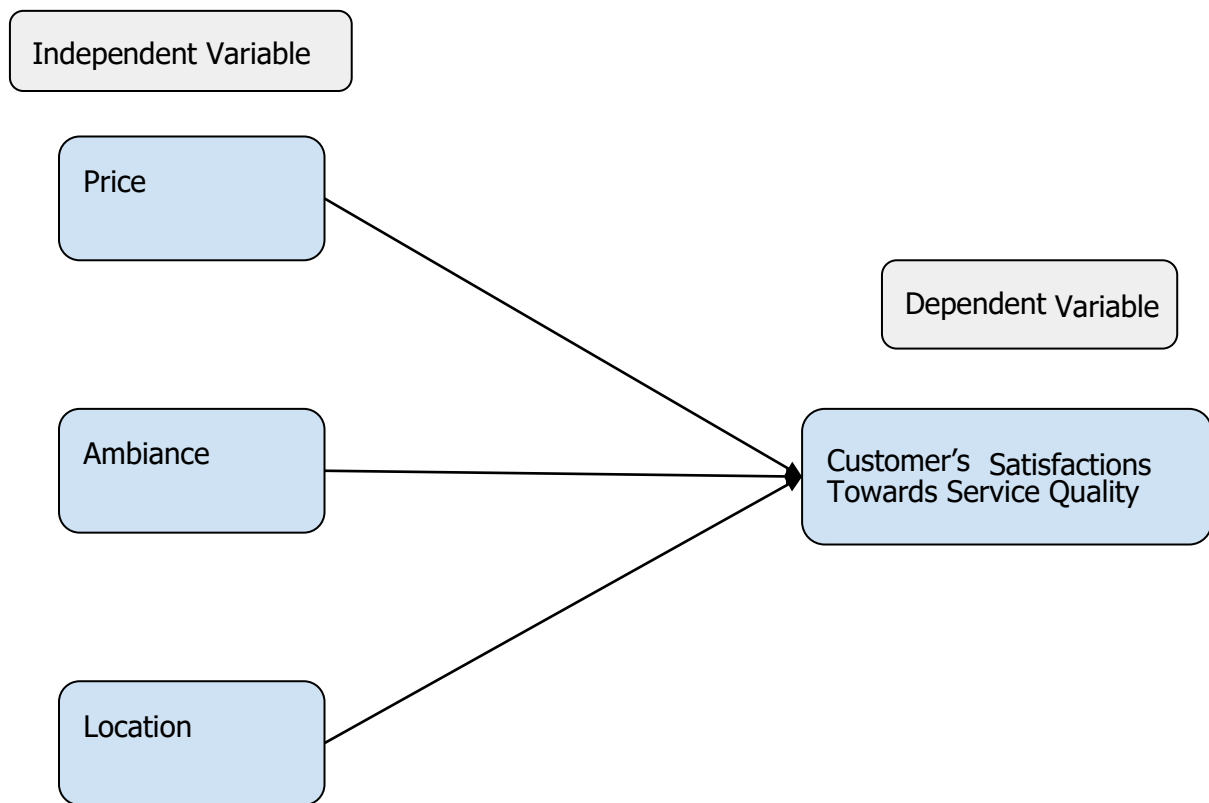 Independent Variable
Price
Dependent Variable
Ambiance
Customer’s Satisfactions
Towards Service Quality
Location